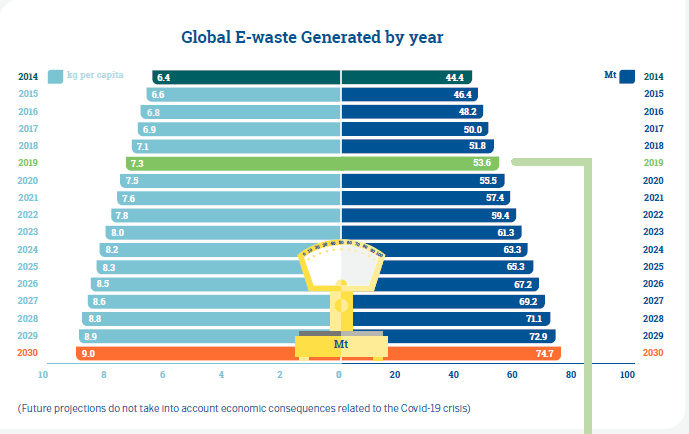 Global E-waste Generated by year
2014 kg per capita 6.4 44.4 Mt 2014
2015 6.6 46.4 2015
2016 6.8 48.2 2016
2017 6.9 50.0 2017
2018 7.1 51.8 2018
2019 7.3 53.6 2019
2020 7.5 55.5 2020
2021 7.6 57.4 2021
2022 7.8 59.4 2022
2023 8.0 61.3 2023
2024 8.2 63.3 2024
2025 8.3 65.3 2025
2026 8.5 67.2 2026
2027 8.6 69.2 2027
2028 8.8 71.1 2028
2029 8.9 72.9 2029
2030 9.0 Mt 74.7 2030
10 8 6 4 2 0 20 40 60 80 100
(Future projections do not take into account economic consequences related to the Covid-19 crisis)